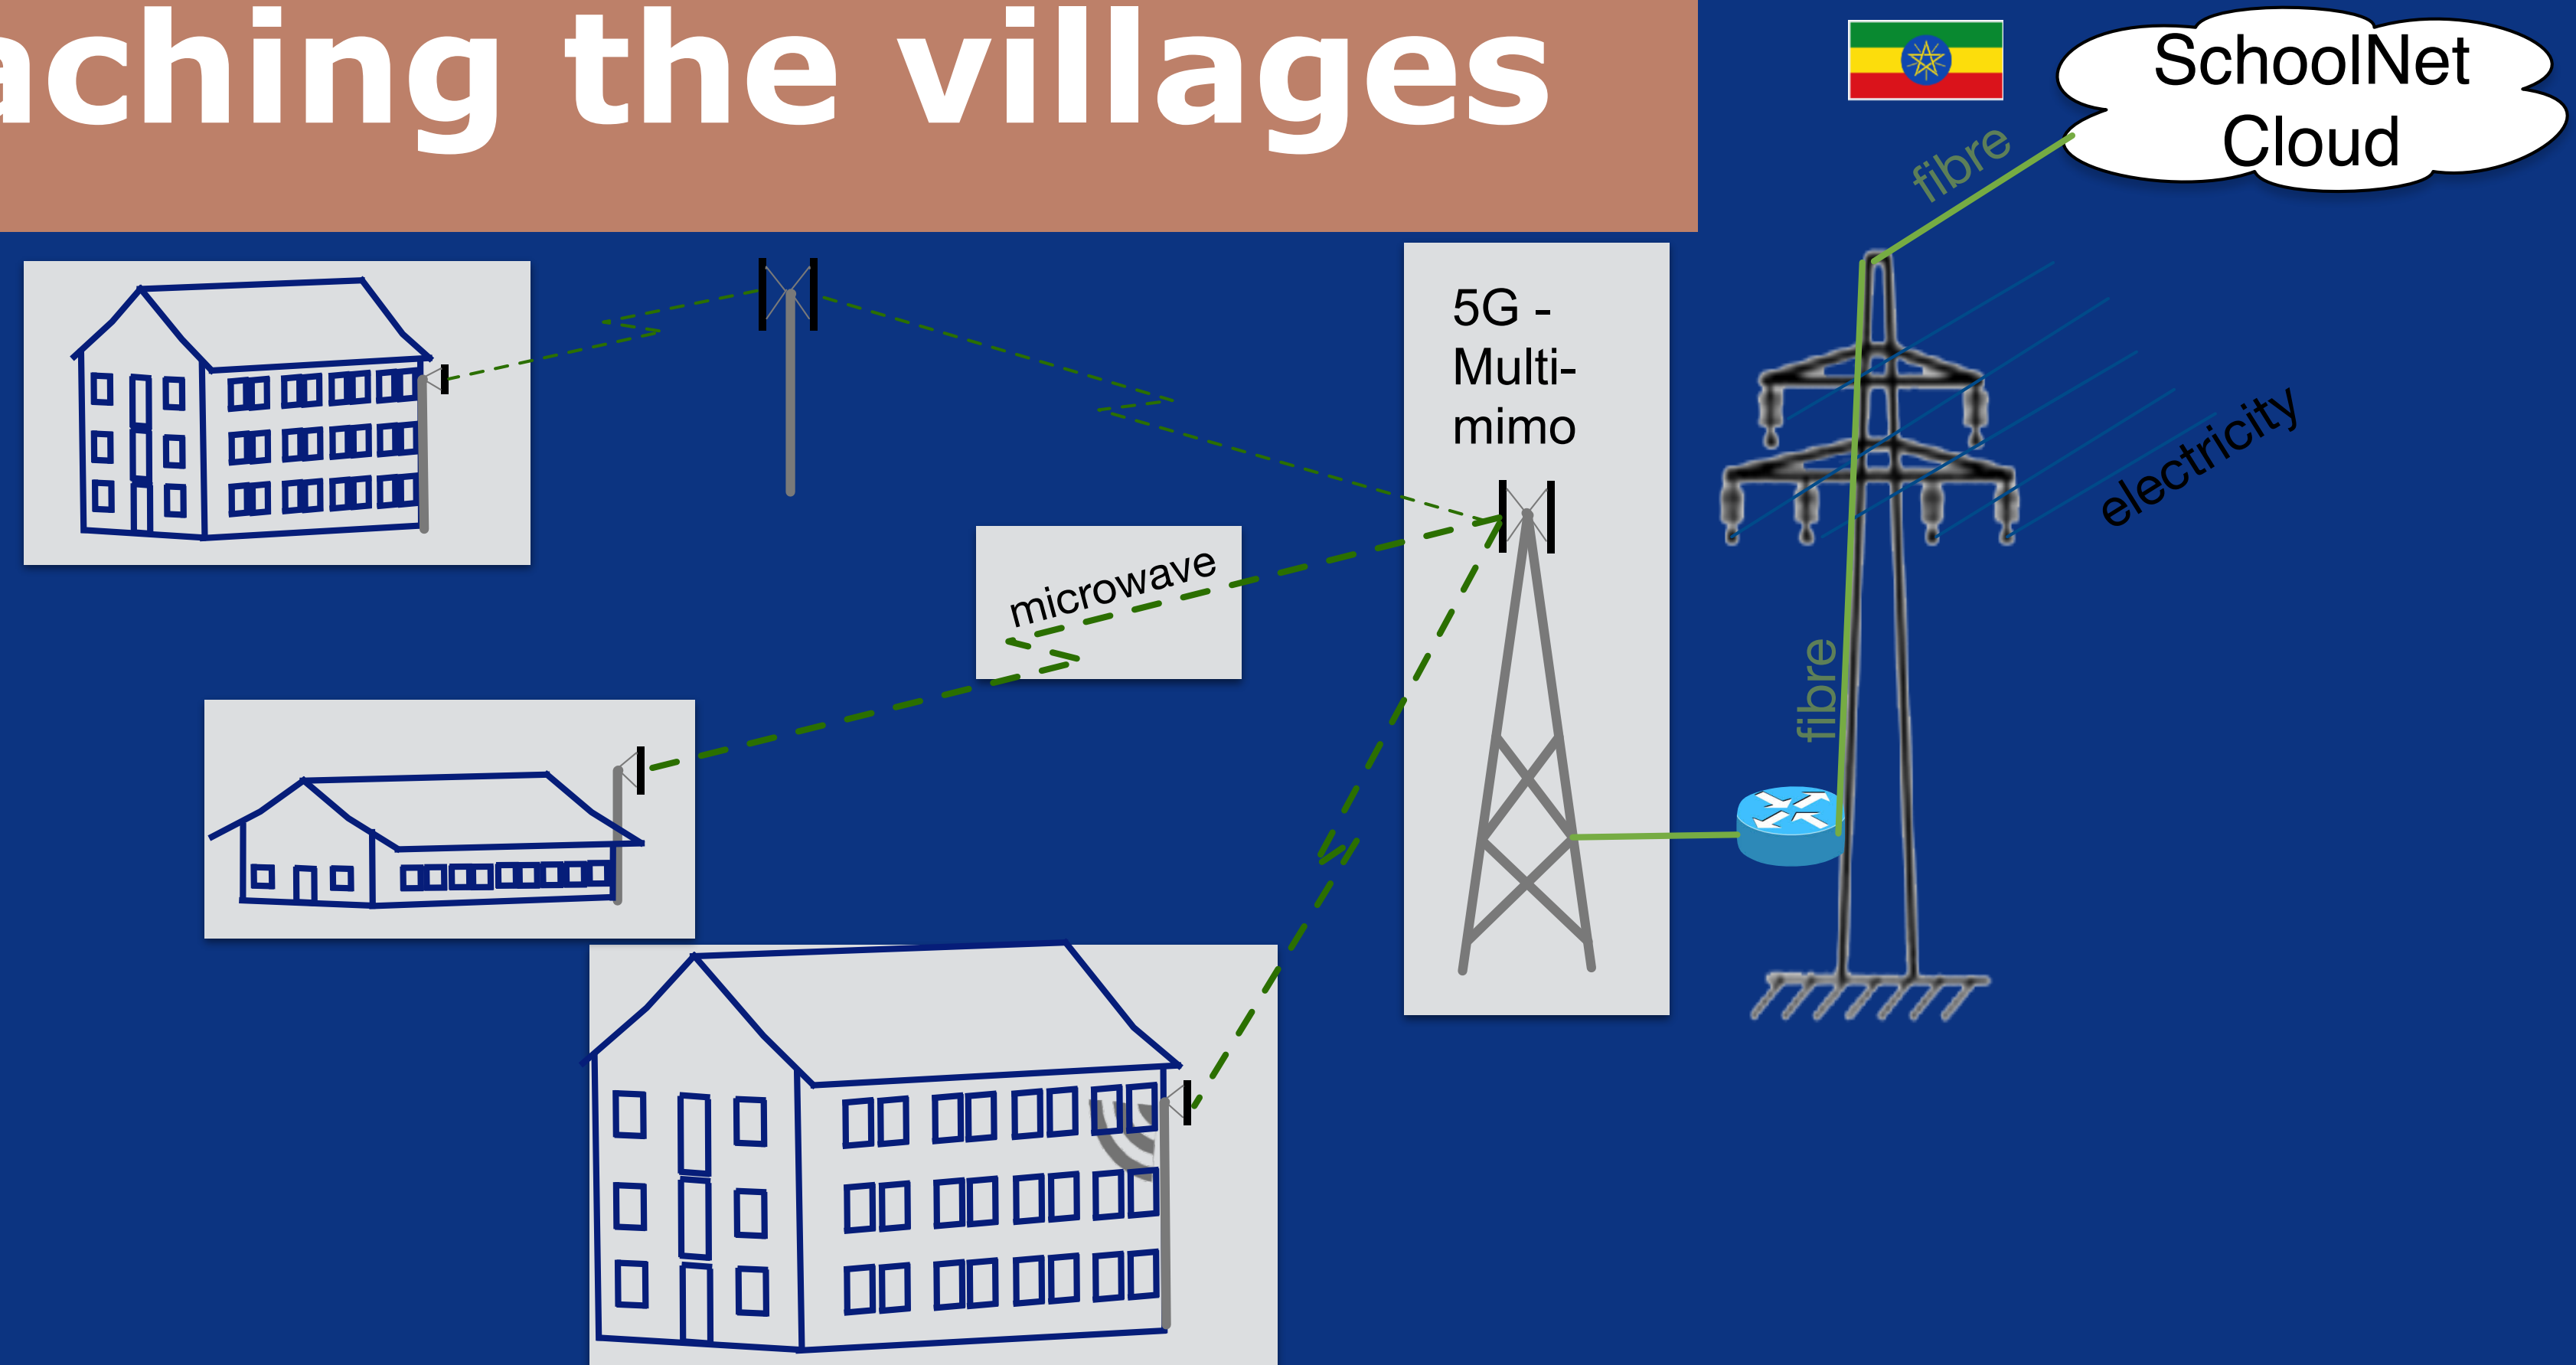 aching the villages
SchoolNet
Cloud
fibre
5G -
Multi-
mimo
electricity
microwave
fibre